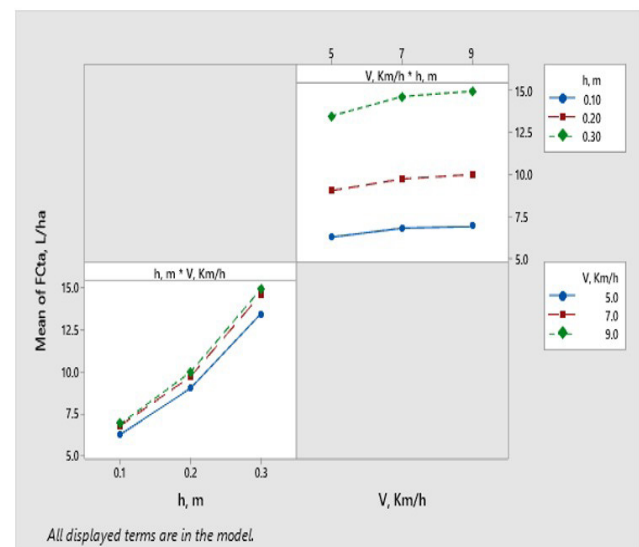 5 7 9
V, Km/h * h, m
15.0
12.5
10.0
7.5
5.0
h, m
0.10
0.20
0.30
Mean of FCta, L/ha
h, m * V, Km/h
15.0
12.5
10.0
7.5
5.0
0.1 0.2 0.3
V, Km/h
5.0
7.0
9.0
h, m
V, Km/h
All displayed terms are in the model.